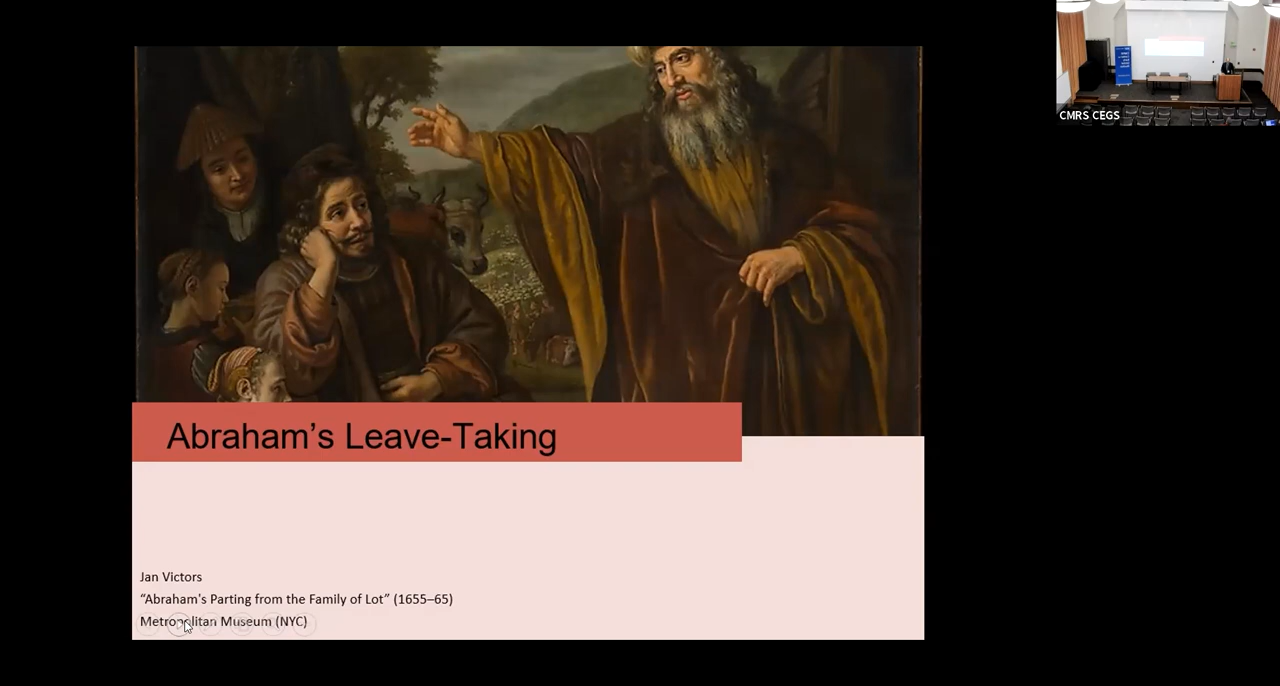 Abraham’s Leave-Taking
Jan Victors
“Abraham's Parting from the Family of Lot” (1655–65)
Metropolitan Museum (NYC)
CMRS CEGS